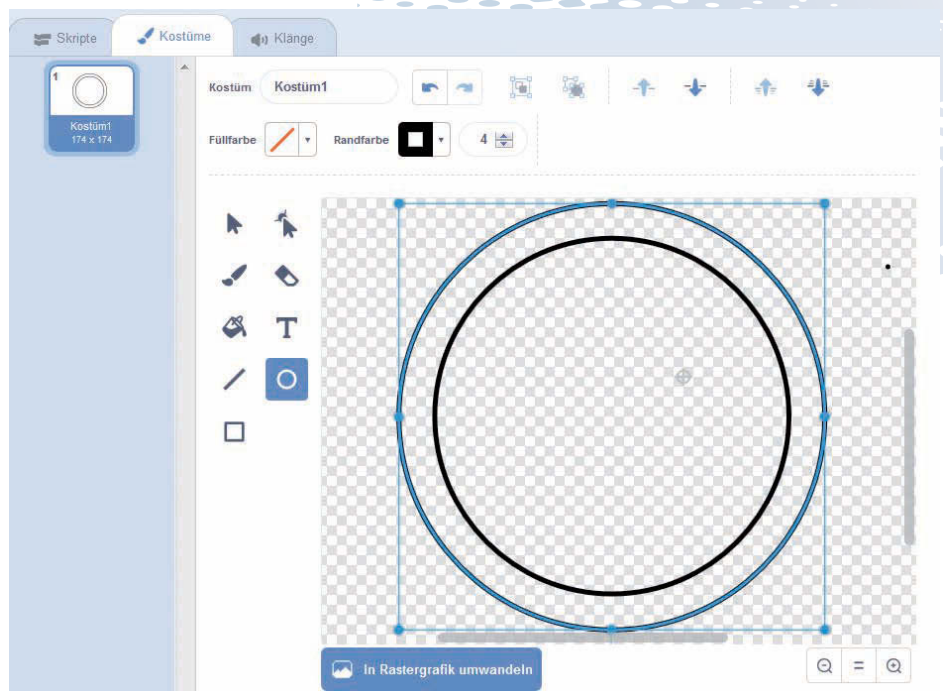 Skripte Kostüme Klänge
1
Kostüm1
174 x 174
Kostüm Kostüm1
Füllfarbe Randfarbe 4
T
In Rastergrafik umwandeln
=